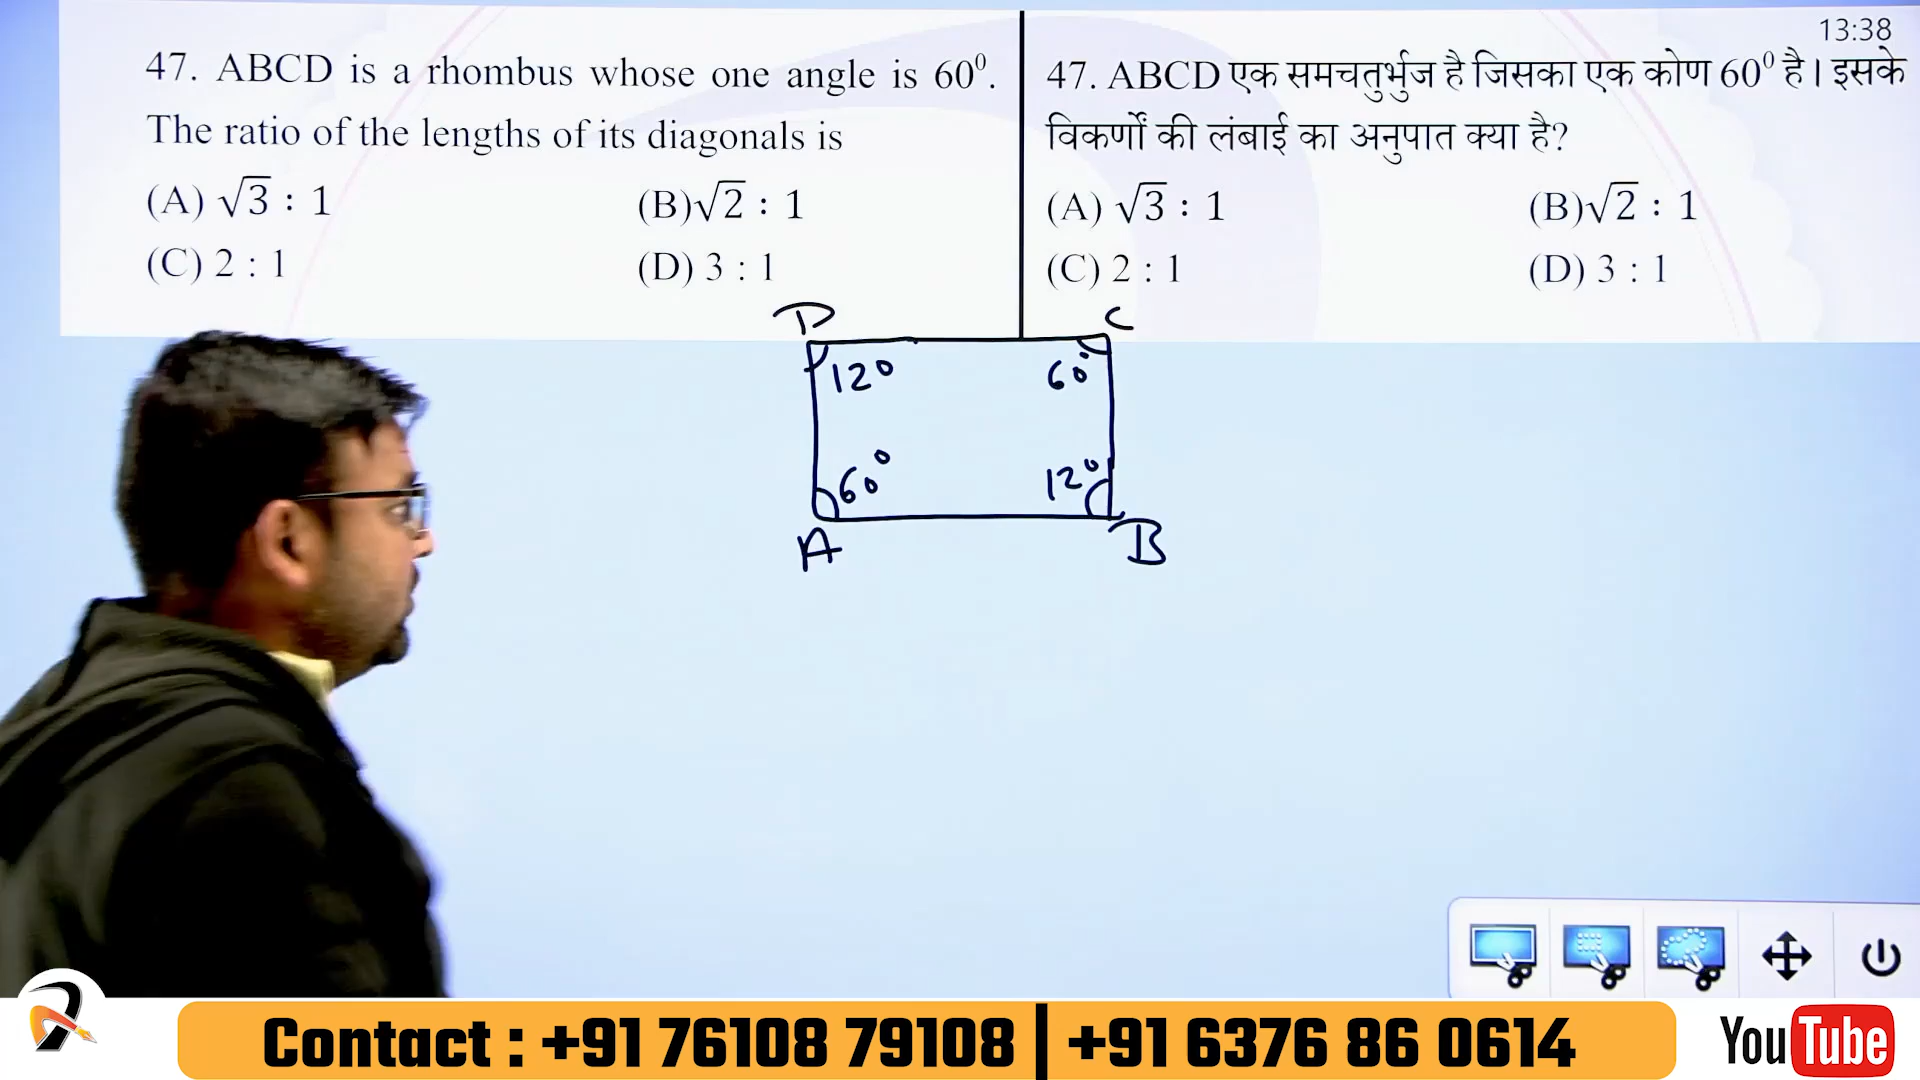 13:38
47. ABCD is a rhombus whose one angle is 60⁰.
The ratio of the lengths of its diagonals is
(A) √3 : 1 (B)√2 : 1
(C) 2 : 1 (D) 3 : 1
47. ABCD एक समचतुर्भुज है जिसका एक कोण 60⁰ है। इसके
विकर्णों की लंबाई का अनुपात क्या है?
(A) √3 : 1 (B)√2 : 1
(C) 2 : 1 (D) 3 : 1
D C
120 60°
60° 120
A B
Contact : +91 76108 79108 | +91 6376 86 0614
YouTube